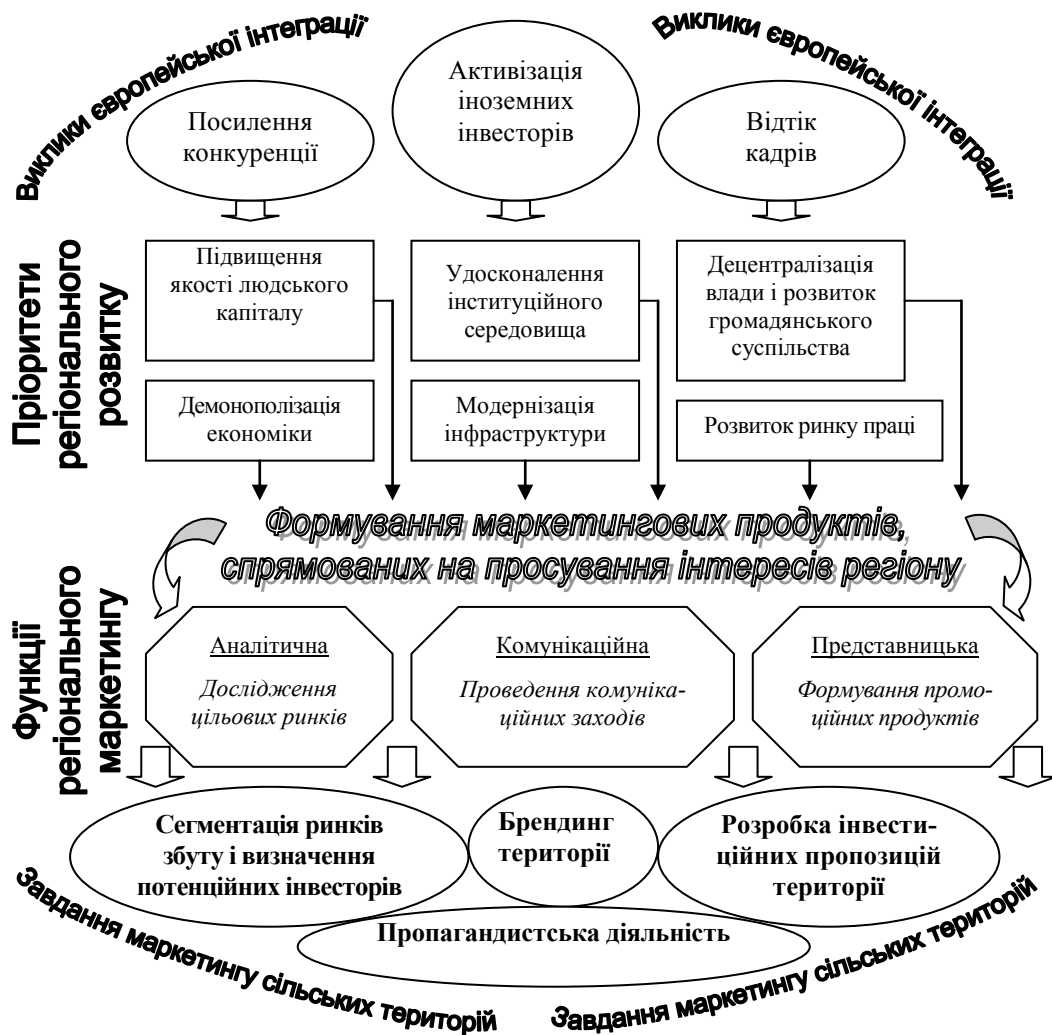 Виклики європейської інтеграції
Виклики європейської інтеграції
Посилення
конкуренції
Активізація
іноземних
інвесторів
Відтік
кадрів
Пріоритети
регіонального
розвитку
Підвищення
якості людського
капіталу
Удосконалення
інституційного
середовища
Децентралізація
влади і розвиток
громадянського
суспільства
Демонополізація
економіки
Модернізація
інфраструктури
Розвиток ринку праці
Формування маркетингових продуктів,
спрямованих на просування інтересів регіону
Функції
регіонального
маркетингу
Аналітична
Дослідження
цільових ринків
Комунікаційна
Проведення комуніка-
ційних заходів
Представницька
Формування промо-
ційних продуктів
Сегментація ринків
збуту і визначення
потенційних інвесторів
Брендинг
території
Розробка інвести-
ційних пропозицій
території
Пропагандистська діяльність
Завдання маркетингу сільських територій
Завдання маркетингу сільських територій